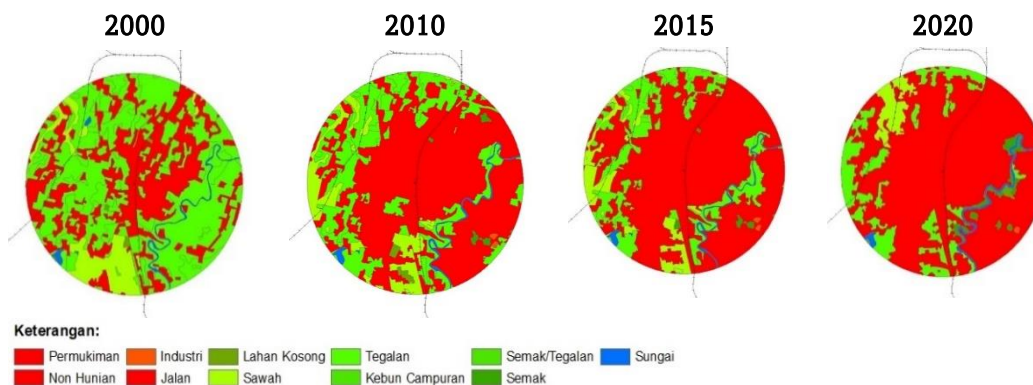 2000 2010 2015 2020
Keterangan:
Permukiman Industri Lahan Kosong Tegalan Semak/Tegalan Sungai
Non Hunian Jalan Sawah Kebun Campuran Semak